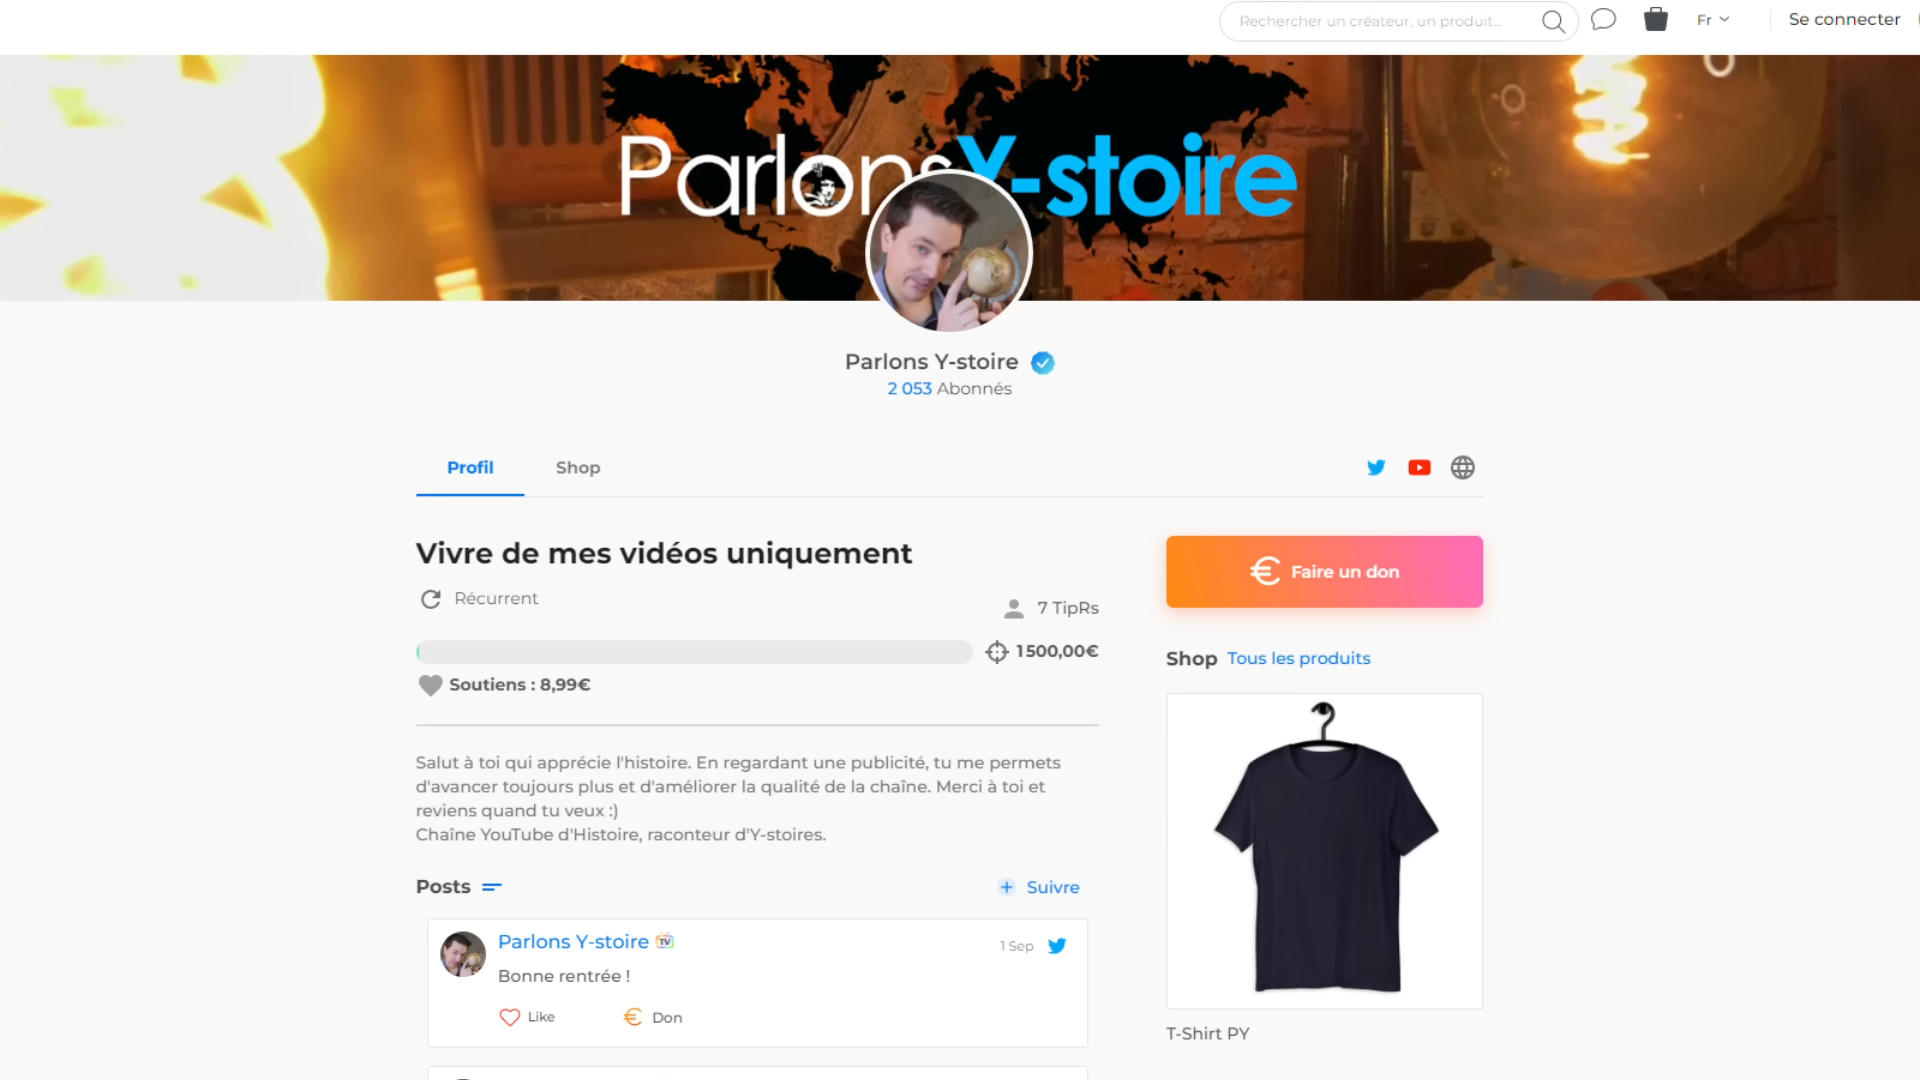 Rechercher un créateur, un produit...
Fr
Se connecter
Parlons Y-stoire
Parlons Y-stoire
2 053 Abonnés
Profil
Shop
Vivre de mes vidéos uniquement
Récurrent
7 TipRs
1 500,00€
Soutiens : 8,99€
Faire un don
Shop Tous les produits
Salut à toi qui apprécie l'histoire. En regardant une publicité, tu me permets
d'avancer toujours plus et d'améliorer la qualité de la chaîne. Merci à toi et
reviens quand tu veux :)
Chaîne YouTube d'Histoire, raconteur d'Y-stoires.
Posts
+ Suivre
Parlons Y-stoire TV
1 Sep
Bonne rentrée !
Like
€ Don
T-Shirt PY